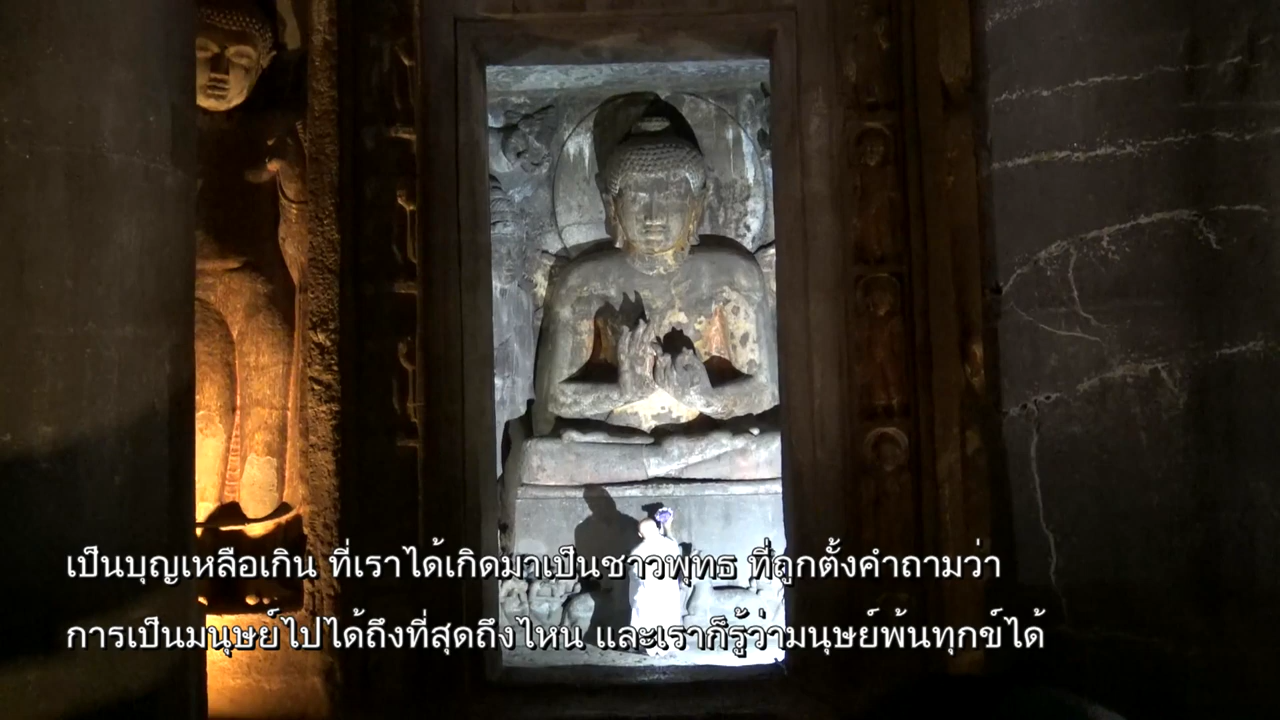 เป็นบุญเหลือเกิน ที่เราได้เกิดมาเป็นชาวพุทธ ที่ถูกตั้งคำถามว่า
การเป็นมนุษย์ไปได้ถึงที่สุดถึงไหน และเราก็รู้ว่ามนุษย์พ้นทุกข์ได้